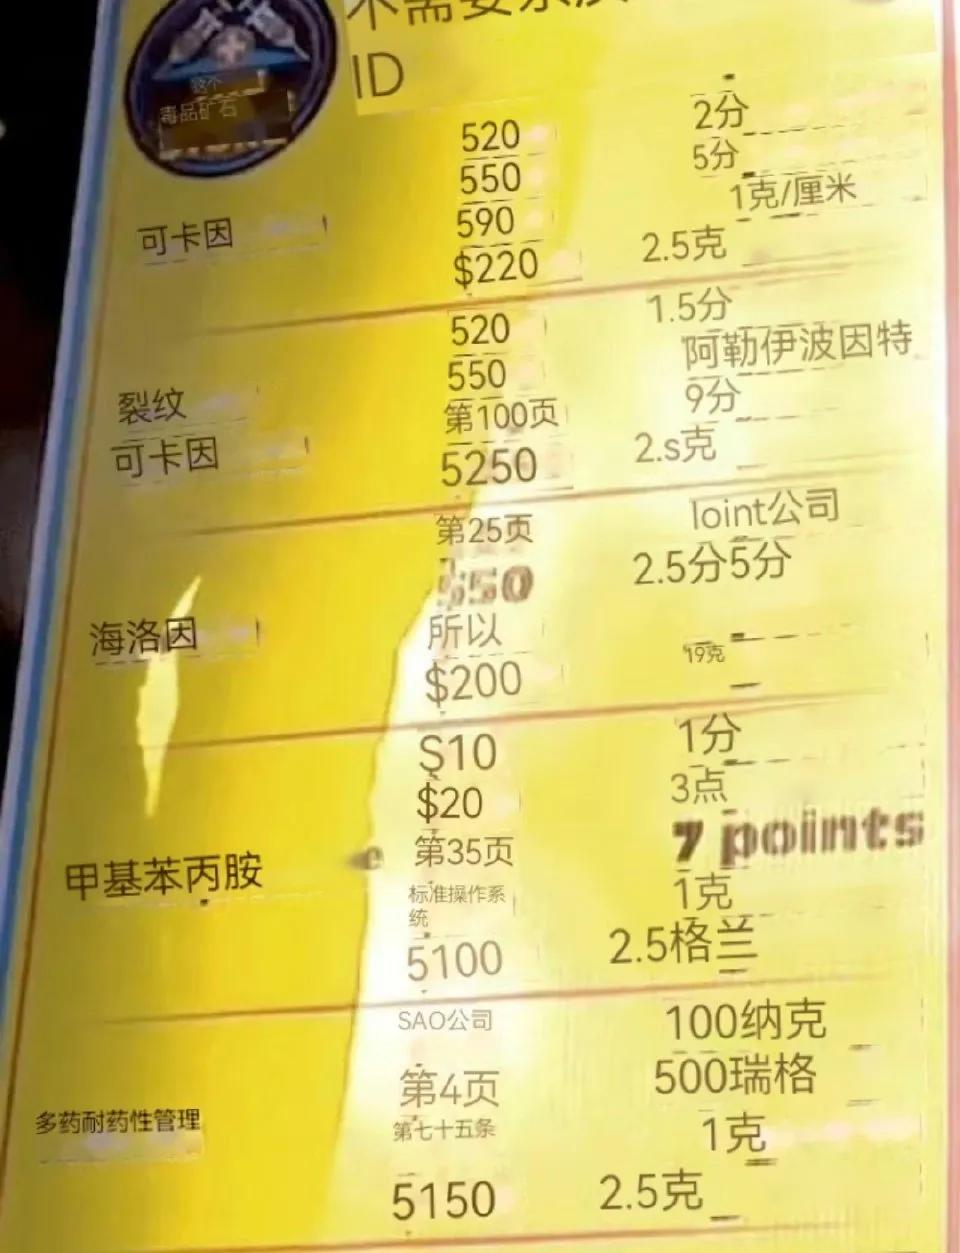 ID
毒品矿石
520
2分
550
5分
590
1克/厘米
可卡因
$220
2.5克
520
1.5分
550
阿勒伊波因特
裂纹
第100页
9分
可卡因
5250
2.s克
第25页
loint公司
550
2.5分5分
海洛因
所以
19克
$200
$10
1分
$20
3点
甲基苯丙胺
e
第35页
7 points
标准操作系
统
1克
5100
2.5格兰
SAO公司
100纳克
第4页
500瑞格
多药耐药性管理
第七十五条
1克
5150
2.5克